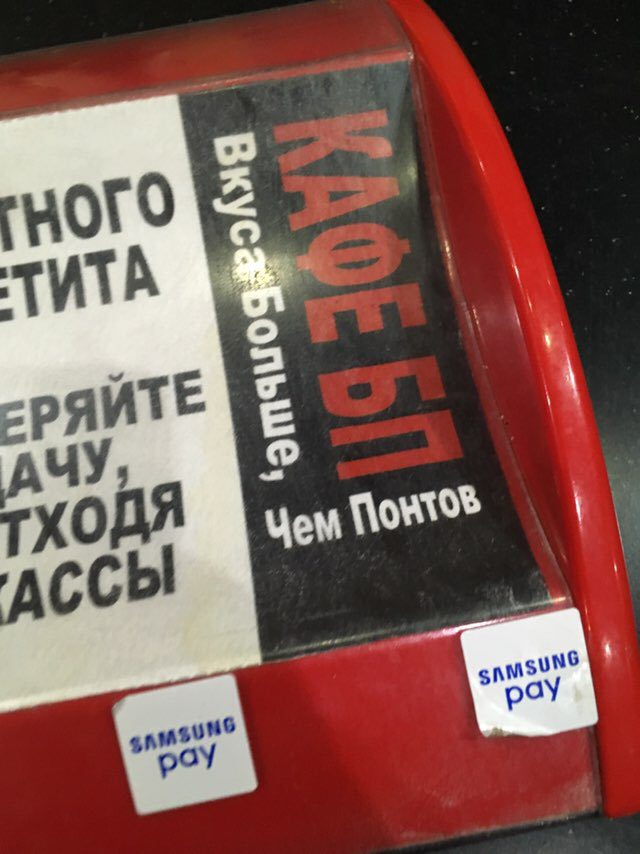 ТНОГО
ЕТИТА
ЕРЯЙТЕ
ДАЧУ,
ТХОДЯ
КАССЫ
КАФЕ БП
Вкуса Больше,
Чем Понтов
SAMSUNG
pay
SAMSUNG
pay